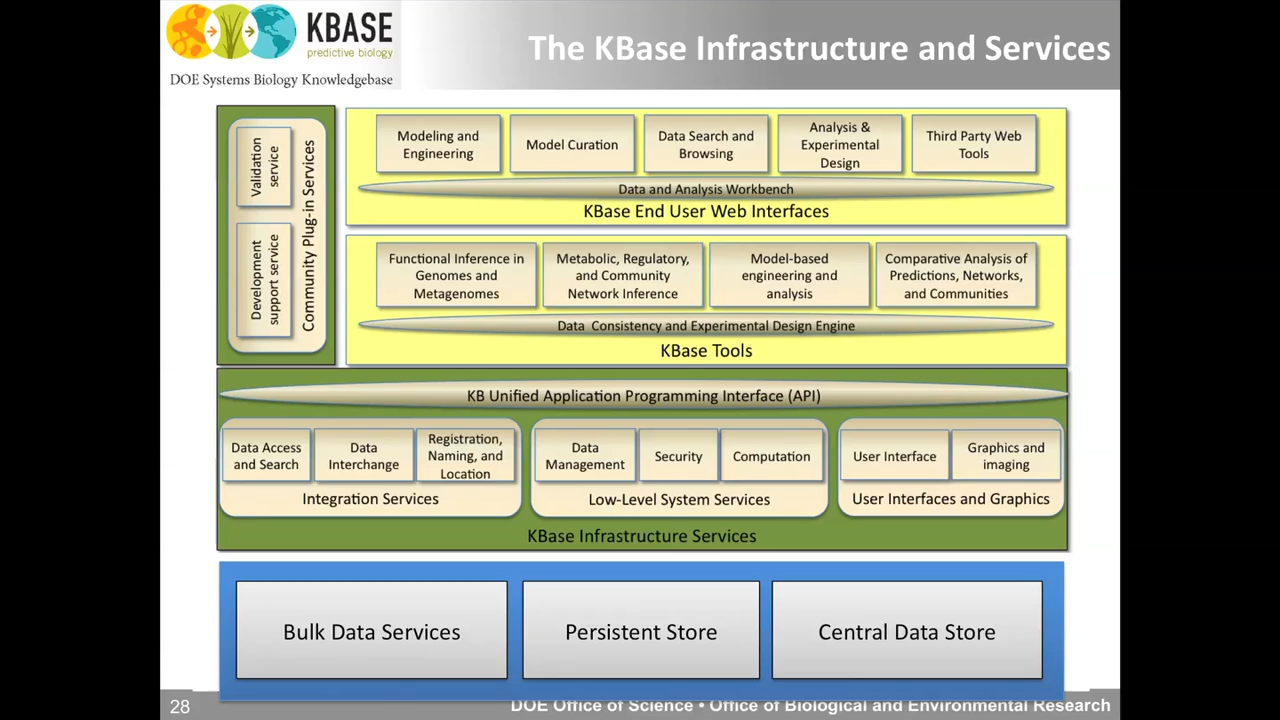 KBASE
predictive biology
DOE Systems Biology Knowledgebase
The KBase Infrastructure and Services
Validation
service
Development
support service
Community Plug-in Services
Modeling and
Engineering
Model Curation
Data Search and
Browsing
Analysis &
Experimental
Design
Third Party Web
Tools
Data and Analysis Workbench
KBase End User Web Interfaces
Functional Inference in
Genomes and
Metagenomes
Metabolic, Regulatory,
and Community
Network Inference
Model-based
engineering and
analysis
Comparative Analysis of
Predictions, Networks,
and Communities
Data Consistency and Experimental Design Engine
KBase Tools
KB Unified Application Programming Interface (API)
Data Access
and Search
Data
Interchange
Registration,
Naming, and
Location
Integration Services
Data
Management
Security
Computation
Low-Level System Services
User Interface
Graphics and
imaging
User Interfaces and Graphics
KBase Infrastructure Services
Bulk Data Services
Persistent Store
Central Data Store
28
DOE Office of Science • Office of Biological and Environmental Research